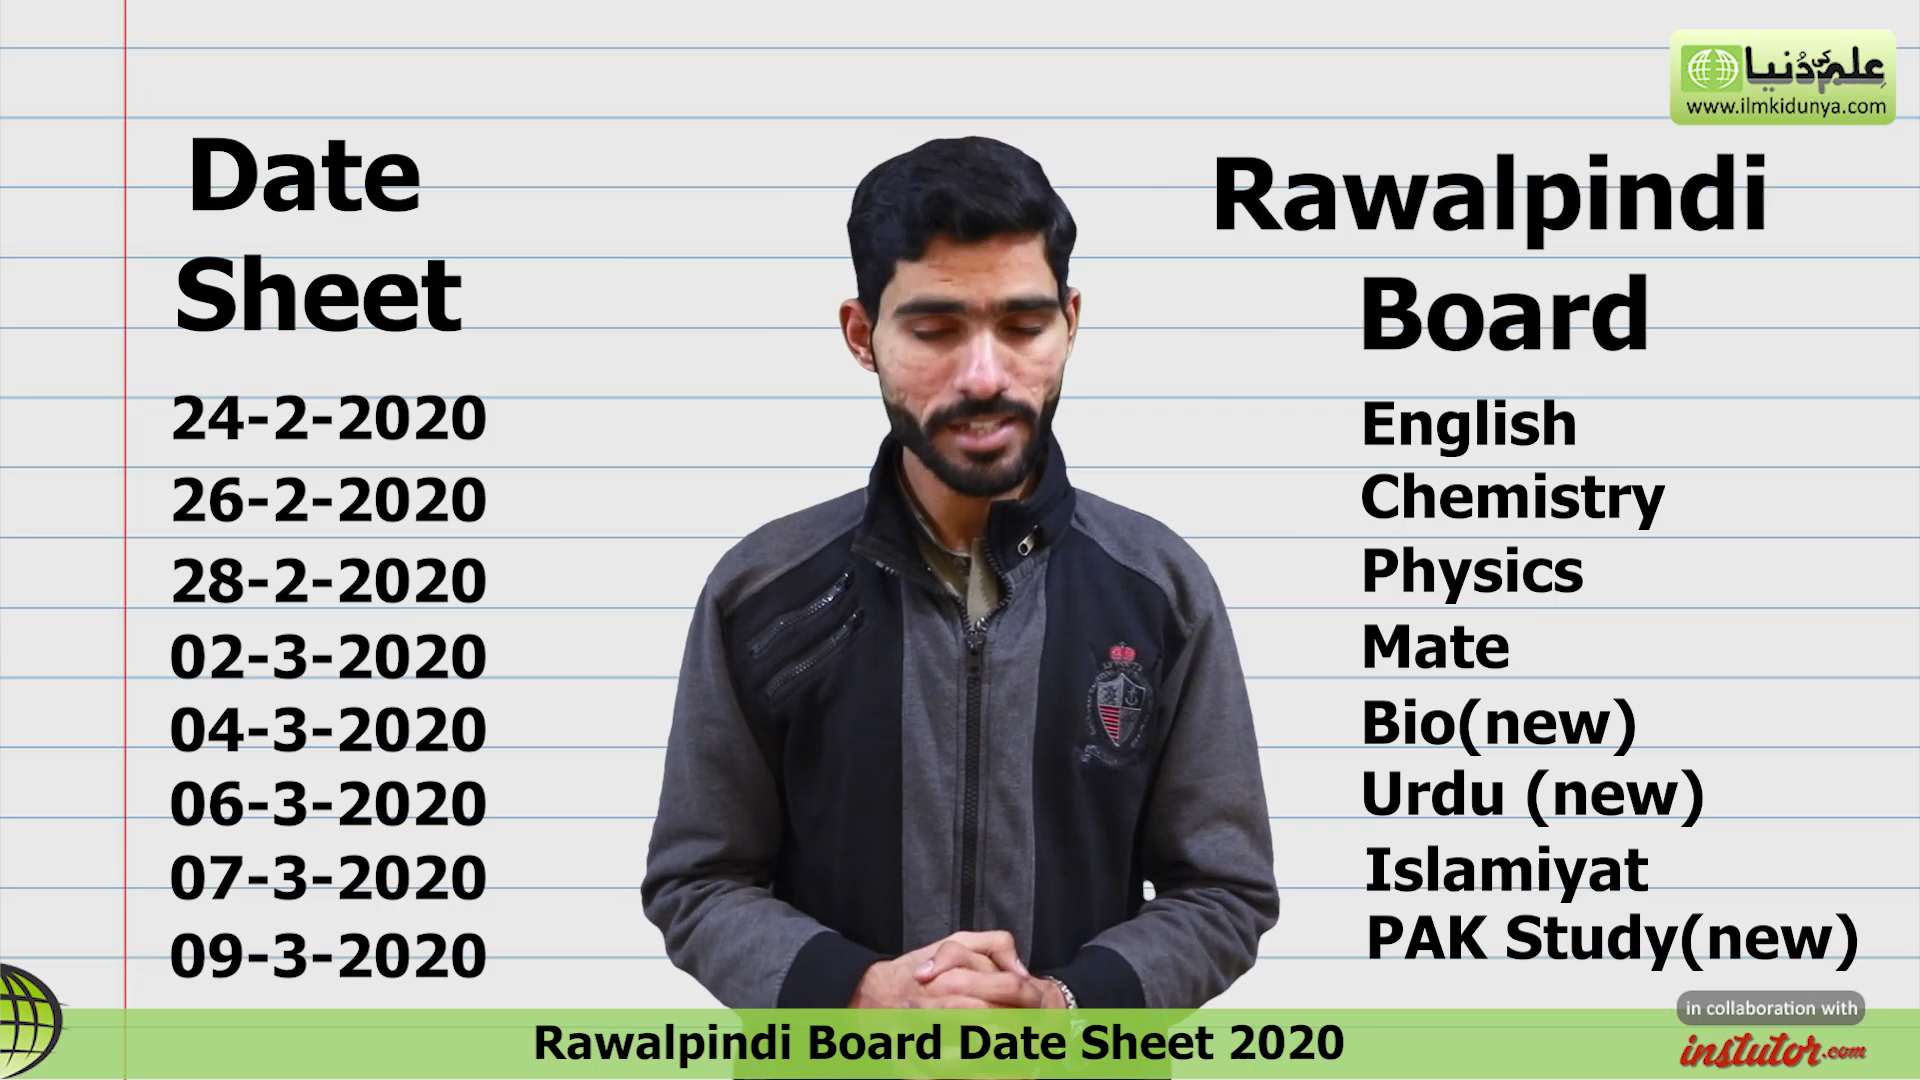 علم کی دُنیا
www.ilmkidunya.com
Date
Sheet
Rawalpindi
Board
24-2-2020
English
26-2-2020
Chemistry
28-2-2020
Physics
02-3-2020
Mate
04-3-2020
Bio(new)
06-3-2020
Urdu (new)
07-3-2020
Islamiyat
09-3-2020
PAK Study(new)
in collaboration with
instutor.com
Rawalpindi Board Date Sheet 2020